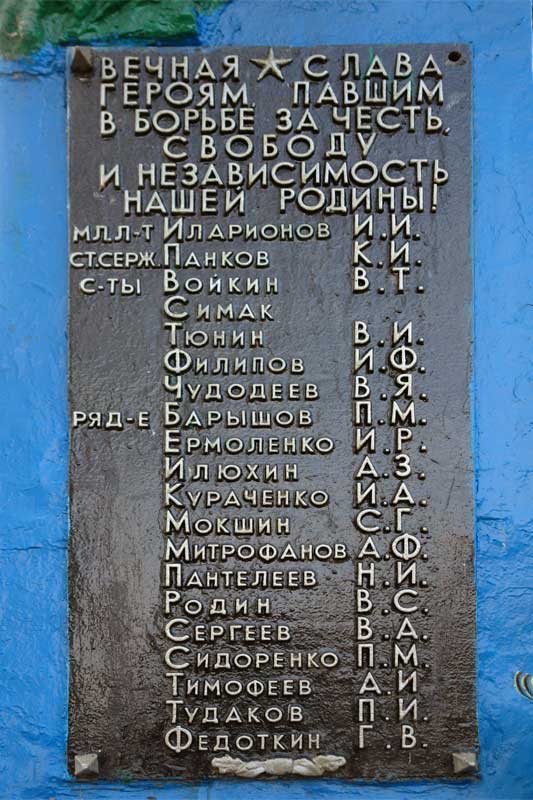 ВЕЧНАЯ СЛАВА
ГЕРОЯМ, ПАВШИМ
В БОРЬБЕ ЗА ЧЕСТЬ,
СВОБОДУ
И НЕЗАВИСИМОСТЬ
НАШЕЙ РОДИНЫ!
МЛ.Л-Т ИЛАРИОНОВ И.И.
СТ.СЕРЖ. ПАНКОВ К.И.
С-ТЫ ВОЙКИН В.Т.
СИМАК
ТЮНИН В.И.
ФИЛИПОВ И.Ф.
ЧУДОДЕЕВ В.Я.
РЯД-Е БАРЫШОВ П.М.
ЕРМОЛЕНКО И.Р.
ИЛЮХИН А.З.
КУРАЧЕНКО И.А.
МОКШИН С.Г.
МИТРОФАНОВ А.Ф.
ПАНТЕЛЕЕВ Н.И.
РОДИН В.С.
СЕРГЕЕВ В.А.
СИДОРЕНКО П.М.
ТИМОФЕЕВ А.И.
ТУДАКОВ П.И.
ФЕДОТКИН Г.В.